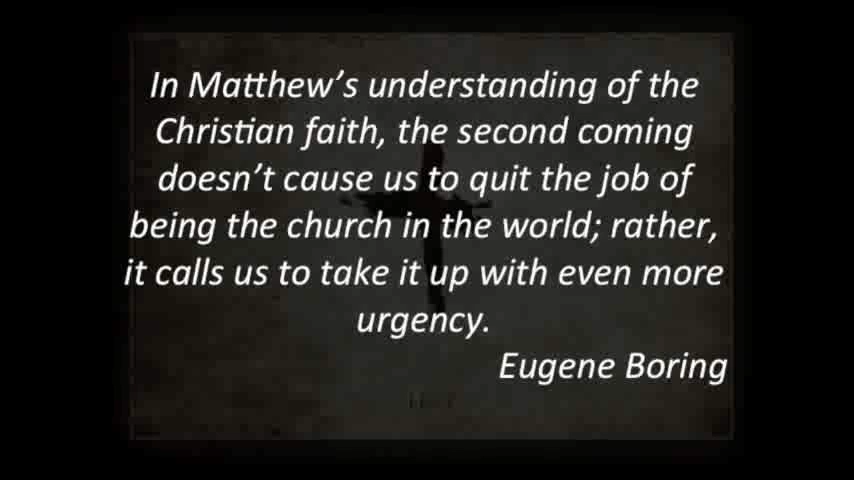 In Matthew’s understanding of the
Christian faith, the second coming
doesn’t cause us to quit the job of
being the church in the world; rather,
it calls us to take it up with even more
urgency.
Eugene Boring